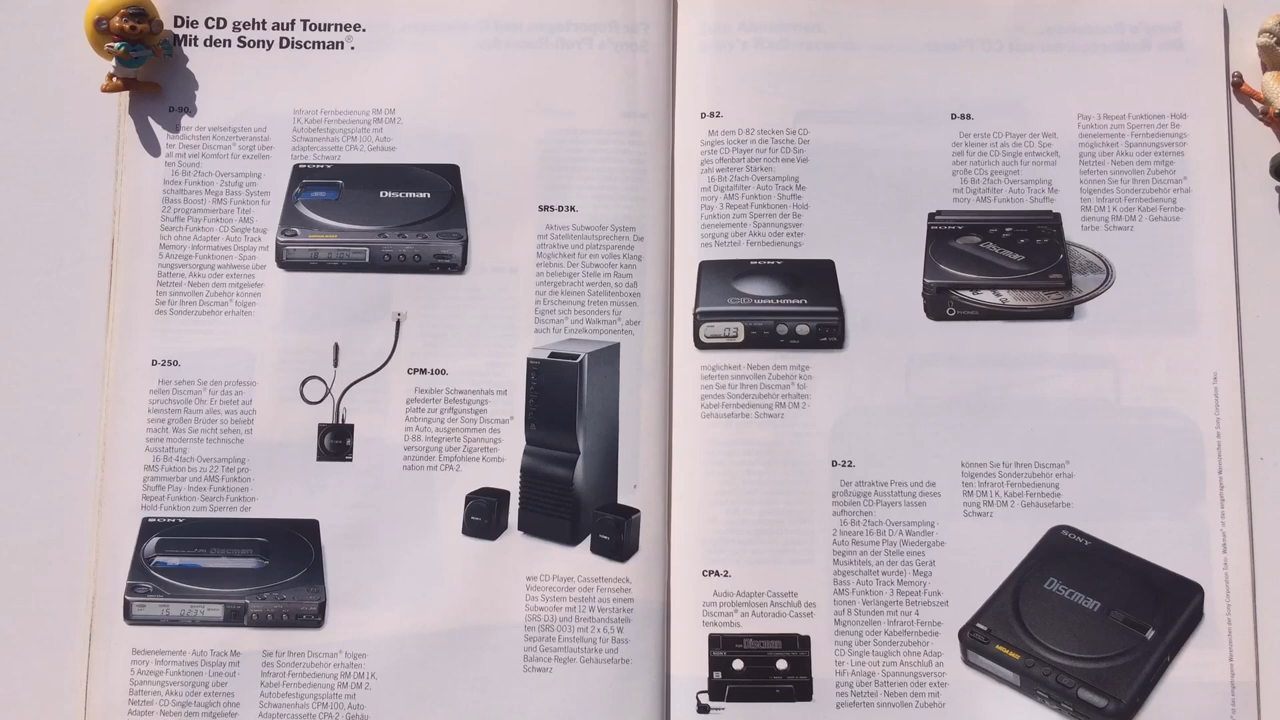 Die CD geht auf Tournee.
Mit den Sony Discman®.
D-90.
Einer der vielseitigsten und
handlichsten Konzertveranstal-
ter. Dieser Discman® sorgt über-
all mit viel Komfort für exzellen-
ten Sound:
16-Bit-2fach-Oversampling ·
Index-Funktion · 2stufig um-
schaltbares Mega Bass-System
(Bass Boost) · RMS-Funktion für
22 programmierbare Titel ·
Shuffle Play-Funktion · AMS ·
Search-Funktion · CD-Single-taug-
lich ohne Adapter · Auto Track
Memory · Informatives Display mit
5 Anzeige-Funktionen · Span-
nungsversorgung wahlweise über
Batterie, Akku oder externes
Netzteil · Neben dem mitgeliefer-
ten sinnvollen Zubehör können
Sie für Ihren Discman® folgen-
des Sonderzubehör erhalten:
Infrarot-Fernbedienung RM-DM
1 K, Kabel-Fernbedienung RM-DM 2,
Autobefestigungsplatte mit
Schwanenhals CPM-100, Auto-
adaptercassette CPA-2, Gehäuse-
farbe: Schwarz
SONY
Discman
D-250.
Hier sehen Sie den professio-
nellen Discman® für das an-
spruchsvolle Ohr. Er bietet auf
kleinstem Raum alles, was auch
seine großen Brüder so beliebt
macht. Was Sie nicht sehen, ist
seine modernste technische
Ausstattung:
16-Bit-4fach-Oversampling ·
RMS-Fuktion bis zu 22 Titel pro-
grammierbar und AMS-Funktion ·
Shuffle Play · Index-Funktionen ·
Repeat-Funktion · Search-Funktion ·
Hold-Funktion zum Sperren der
SONY
Discman
15 02:34
Bedienelemente · Auto Track Me-
mory · Informatives Display mit
5 Anzeige-Funktionen · Line-out ·
Spannungsversorgung über
Batterien, Akku oder externes
Netzteil · CD-Single-tauglich ohne
Adapter · Neben dem mitgeliefer-
Sie für Ihren Discman® folgen-
des Sonderzubehör erhalten:
Infrarot-Fernbedienung RM-DM 1 K,
Kabel-Fernbedienung RM-DM 2,
Autobefestigungsplatte mit
Schwanenhals CPM-100, Auto-
adaptercassette CPA-2 · Gehäu-
CPM-100.
Flexibler Schwanenhals mit
gefederter Befestigungs-
platte zur griffgünstigen
Anbringung der Sony Discman®
im Auto, ausgenommen des
D-88. Integrierte Spannungs-
versorgung über Zigaretten-
anzünder. Empfohlene Kombi-
nation mit CPA-2.
SRS-D3K.
Aktives Subwoofer System
mit Satellitenlautsprechern. Die
attraktive und platzsparende
Möglichkeit für ein volles Klang-
erlebnis. Der Subwoofer kann
an beliebiger Stelle im Raum
untergebracht werden, so daß
nur die kleinen Satellitenboxen
in Erscheinung treten müssen.
Eignet sich besonders für
Discman® und Walkman®, aber
auch für Einzelkomponenten,
wie CD-Player, Cassettendeck,
Videorecorder oder Fernseher.
Das System besteht aus einem
Subwoofer mit 12 W Verstärker
(SRS-D3) und Breitbandsatelli-
ten (SRS-003) mit 2 x 6,5 W.
Separate Einstellung für Bass-
und Gesamtlautstärke und
Balance-Regler. Gehäusefarbe:
Schwarz
D-82.
Mit dem D-82 stecken Sie CD-
Singles locker in die Tasche. Der
erste CD-Player nur für CD-Sin-
gles offenbart aber noch eine Viel-
zahl weiterer Stärken:
16-Bit-2fach-Oversampling
mit Digitalfilter · Auto Track Me-
mory · AMS-Funktion · Shuffle-
Play · 3 Repeat-Funktionen · Hold-
Funktion zum Sperren der Be-
dienelemente · Spannungsver-
sorgung über Akku oder exter-
nes Netzteil · Fernbedienungs-
SONY
CD WALKMAN
03
möglichkeit · Neben dem mitge-
lieferten sinnvollen Zubehör kön-
nen Sie für Ihren Discman® fol-
gendes Sonderzubehör erhalten:
Kabel-Fernbedienung RM-DM 2 ·
Gehäusefarbe: Schwarz
D-88.
Der erste CD-Player der Welt,
der kleiner ist als die CD. Spe-
ziell für die CD-Single entwickelt,
aber natürlich auch für normal
große CDs geeignet:
16-Bit-2fach-Oversampling
mit Digitalfilter · Auto Track Me-
mory · AMS-Funktion · Shuffle-
Play · 3 Repeat-Funktionen · Hold-
Funktion zum Sperren der Be-
dienelemente · Fernbedienungs-
möglichkeit · Spannungsversor-
gung über Akku oder externes
Netzteil · Neben dem mitge-
lieferten sinnvollen Zubehör
können Sie für Ihren Discman®
folgendes Sonderzubehör erhal-
ten: Infrarot-Fernbedienung
RM-DM 1 K oder Kabel-Fernbe-
dienung RM-DM 2 · Gehäuse-
farbe: Schwarz
SONY
Discman
PHONES
CPA-2.
Audio-Adapter-Cassette
zum problemlosen Anschluß des
Discman® an Autoradio-Casset-
tenkombis.
FOR Discman
SONY
D-22.
Der attraktive Preis und die
großzügige Ausstattung dieses
mobilen CD-Players lassen
aufhorchen:
16-Bit-2fach-Oversampling ·
2 lineare 16-Bit D/A Wandler ·
Auto Resume Play (Wiedergabe-
beginn an der Stelle eines
Musiktitels, an der das Gerät
abgeschaltet wurde) · Mega
Bass · Auto Track Memory ·
AMS-Funktion · 3 Repeat-Funk-
tionen · Verlängerte Betriebszeit
auf 8 Stunden mit nur 4
Mignonzellen · Infrarot-Fernbe-
dienung oder Kabelfernbedie-
nung über Sonderzubehör ·
CD-Single-tauglich ohne Adap-
ter · Line out zum Anschluß an
HiFi-Anlage · Spannungsversor-
gung über Batterien oder exter-
nes Netzteil · Neben dem mit-
gelieferten sinnvollen Zubehör
können Sie für Ihren Discman®
folgendes Sonderzubehör erhal-
ten: Infrarot-Fernbedienung
RM-DM 1 K, Kabel-Fernbedie-
nung RM-DM 2 · Gehäusefarbe:
Schwarz
SONY
Discman
MEGA BASS
Walkman® ist das eingetragene Warenzeichen der Sony Corporation Tokio